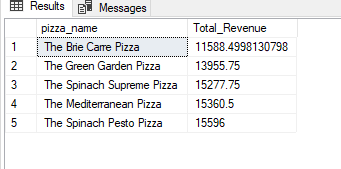 Results Messages
pizza_name Total_Revenue
1 The Brie Carre Pizza 11588.4998130798
2 The Green Garden Pizza 13955.75
3 The Spinach Supreme Pizza 15277.75
4 The Mediterranean Pizza 15360.5
5 The Spinach Pesto Pizza 15596